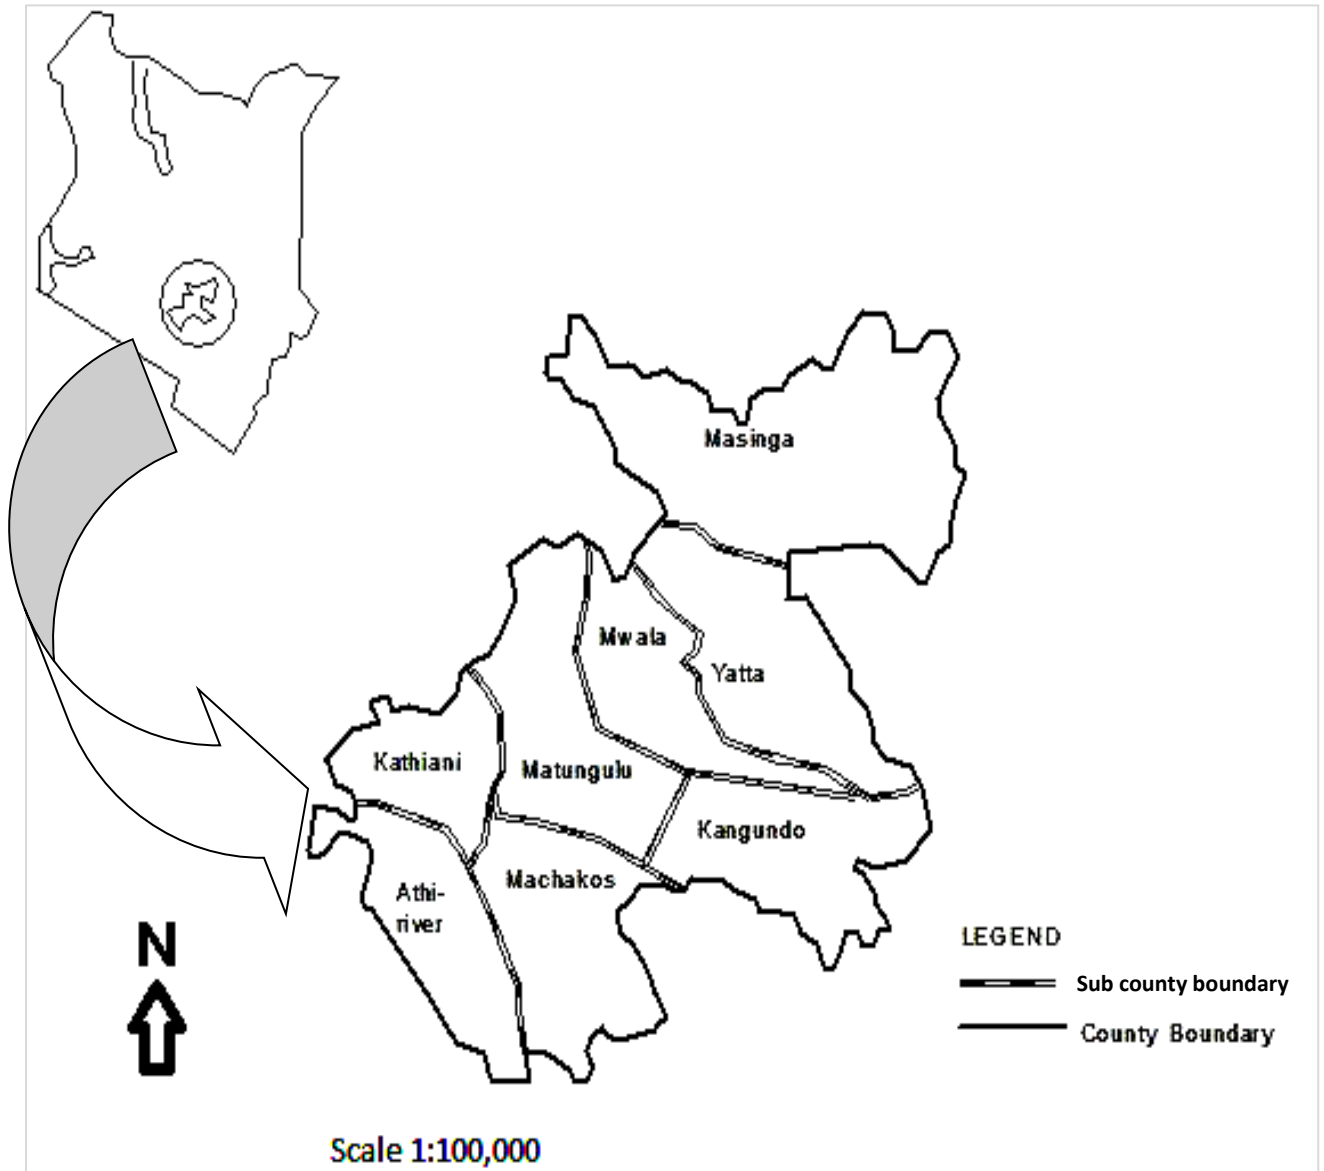 Masinga
Mwala
Yatta
Kathiani
Matungulu
Kangundo
Machakos
Athi-
river
N
LEGEND
Sub county boundary
County Boundary
Scale 1:100,000